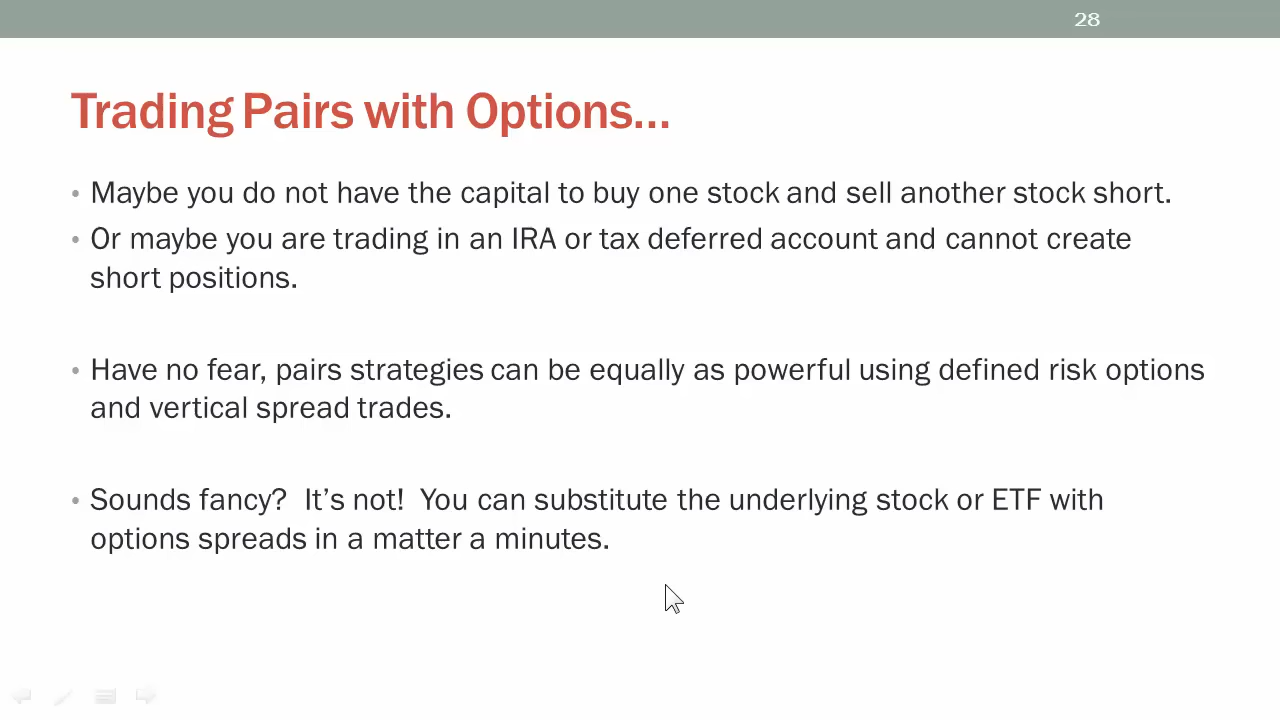 28
Trading Pairs with Options...
• Maybe you do not have the capital to buy one stock and sell another stock short.
• Or maybe you are trading in an IRA or tax deferred account and cannot create
short positions.
• Have no fear, pairs strategies can be equally as powerful using defined risk options
and vertical spread trades.
• Sounds fancy?  It’s not!  You can substitute the underlying stock or ETF with
options spreads in a matter a minutes.